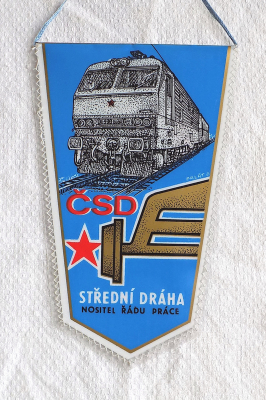 ČSD
STŘEDNÍ DRÁHA
NOSITEL ŘÁDU PRÁCE